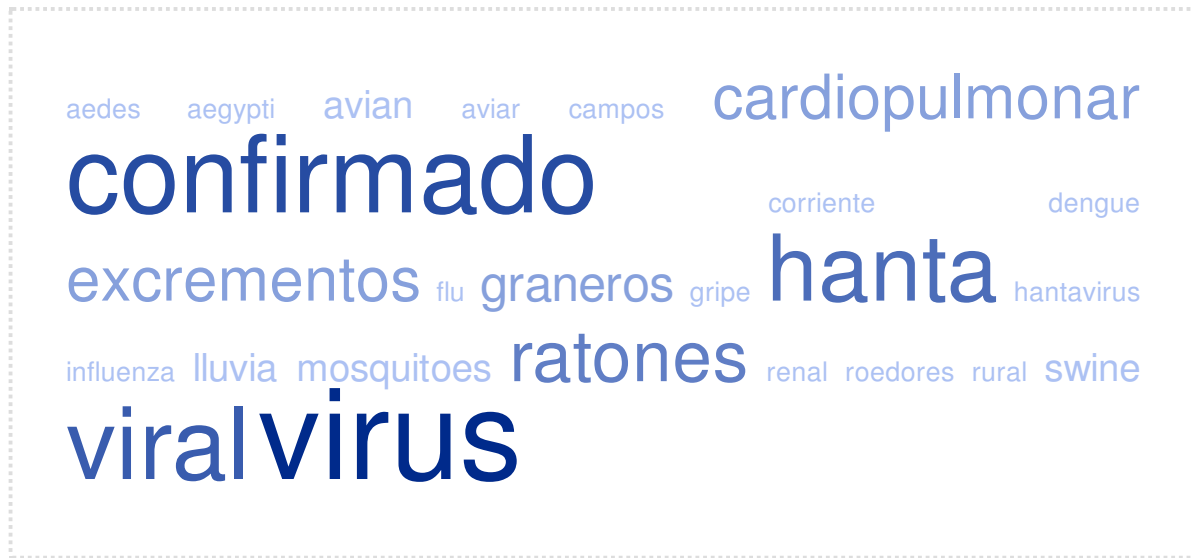 aedes aegypti avian aviar campos cardiopulmonar
confirmado corriente dengue
excrementos flu graneros gripe hanta hantavirus
influenza lluvia mosquitoes ratones renal roedores rural swine
viral virus